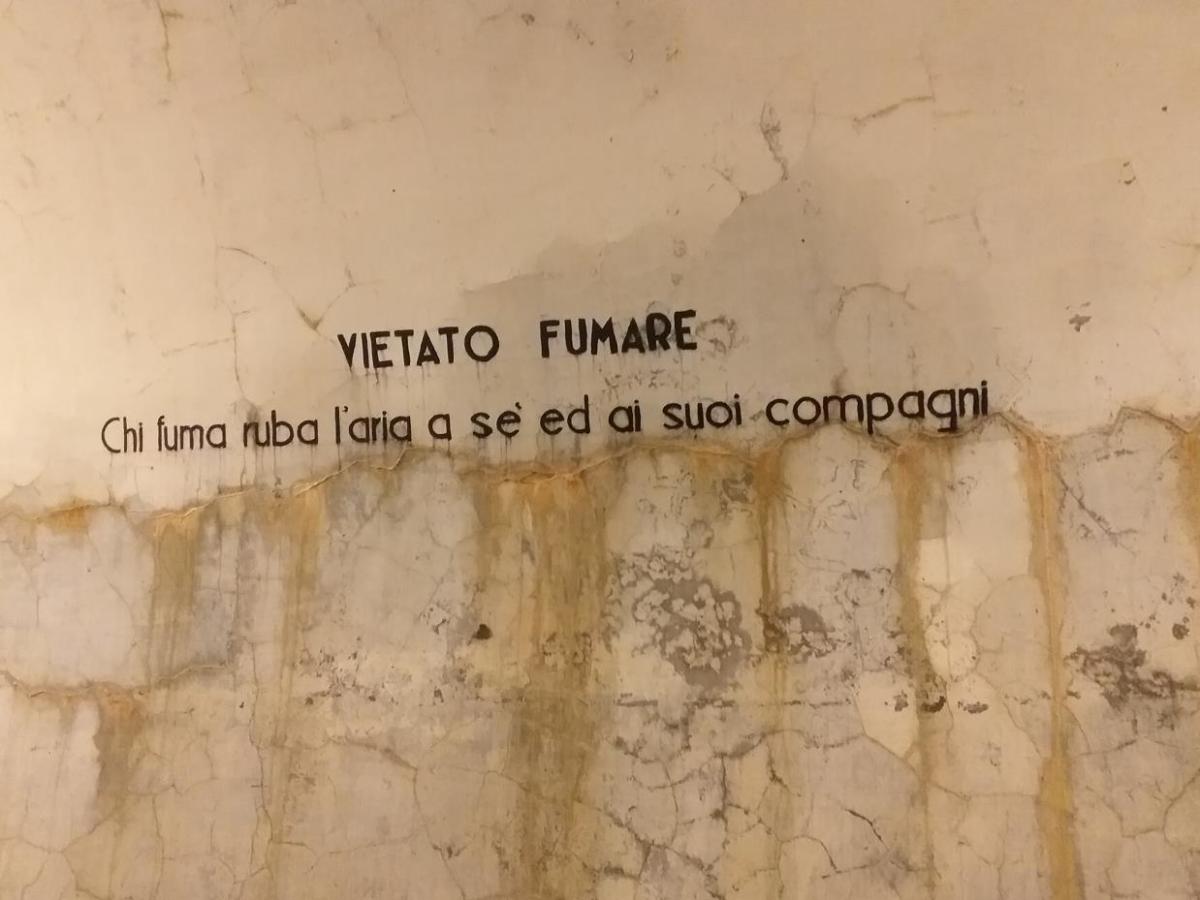 VIETATO FUMARE
Chi fuma ruba l'aria a sè ed ai suoi compagni